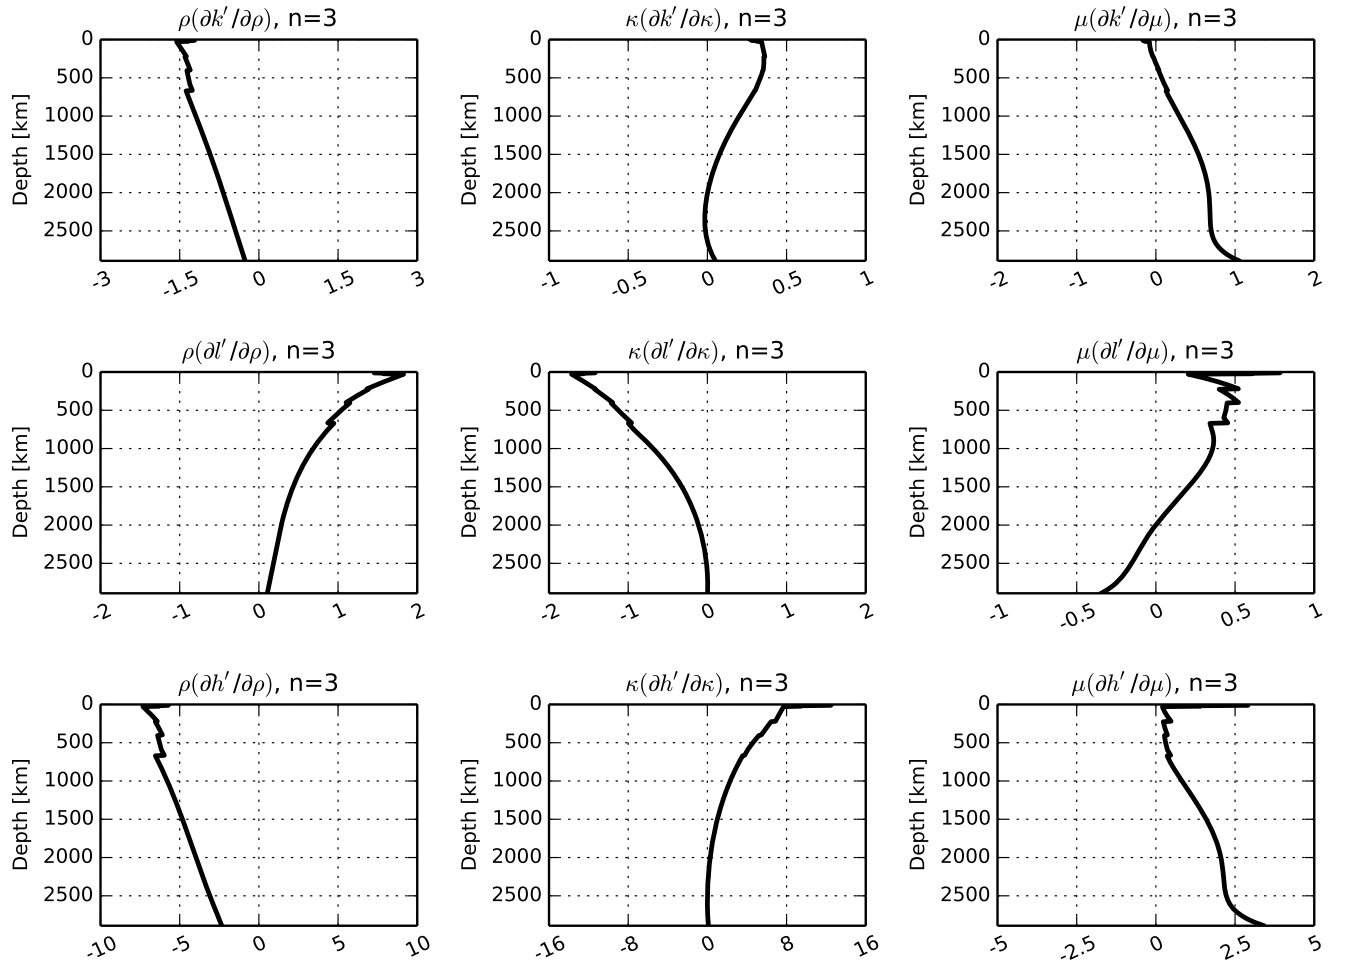 ρ(∂k′/∂ρ), n=3
κ(∂k′/∂κ), n=3
μ(∂k′/∂μ), n=3
0
500
1000
1500
2000
2500
Depth [km]
-3 -1.5 0 1.5 3
0
500
1000
1500
2000
2500
Depth [km]
-1 -0.5 0 0.5 1
0
500
1000
1500
2000
2500
Depth [km]
-2 -1 0 1 2
ρ(∂l′/∂ρ), n=3
κ(∂l′/∂κ), n=3
μ(∂l′/∂μ), n=3
0
500
1000
1500
2000
2500
Depth [km]
-2 -1 0 1 2
0
500
1000
1500
2000
2500
Depth [km]
-2 -1 0 1 2
0
500
1000
1500
2000
2500
Depth [km]
-1 -0.5 0 0.5 1
ρ(∂h′/∂ρ), n=3
κ(∂h′/∂κ), n=3
μ(∂h′/∂μ), n=3
0
500
1000
1500
2000
2500
Depth [km]
-10 -5 0 5 10
0
500
1000
1500
2000
2500
Depth [km]
-16 -8 0 8 16
0
500
1000
1500
2000
2500
Depth [km]
-5 -2.5 0 2.5 5